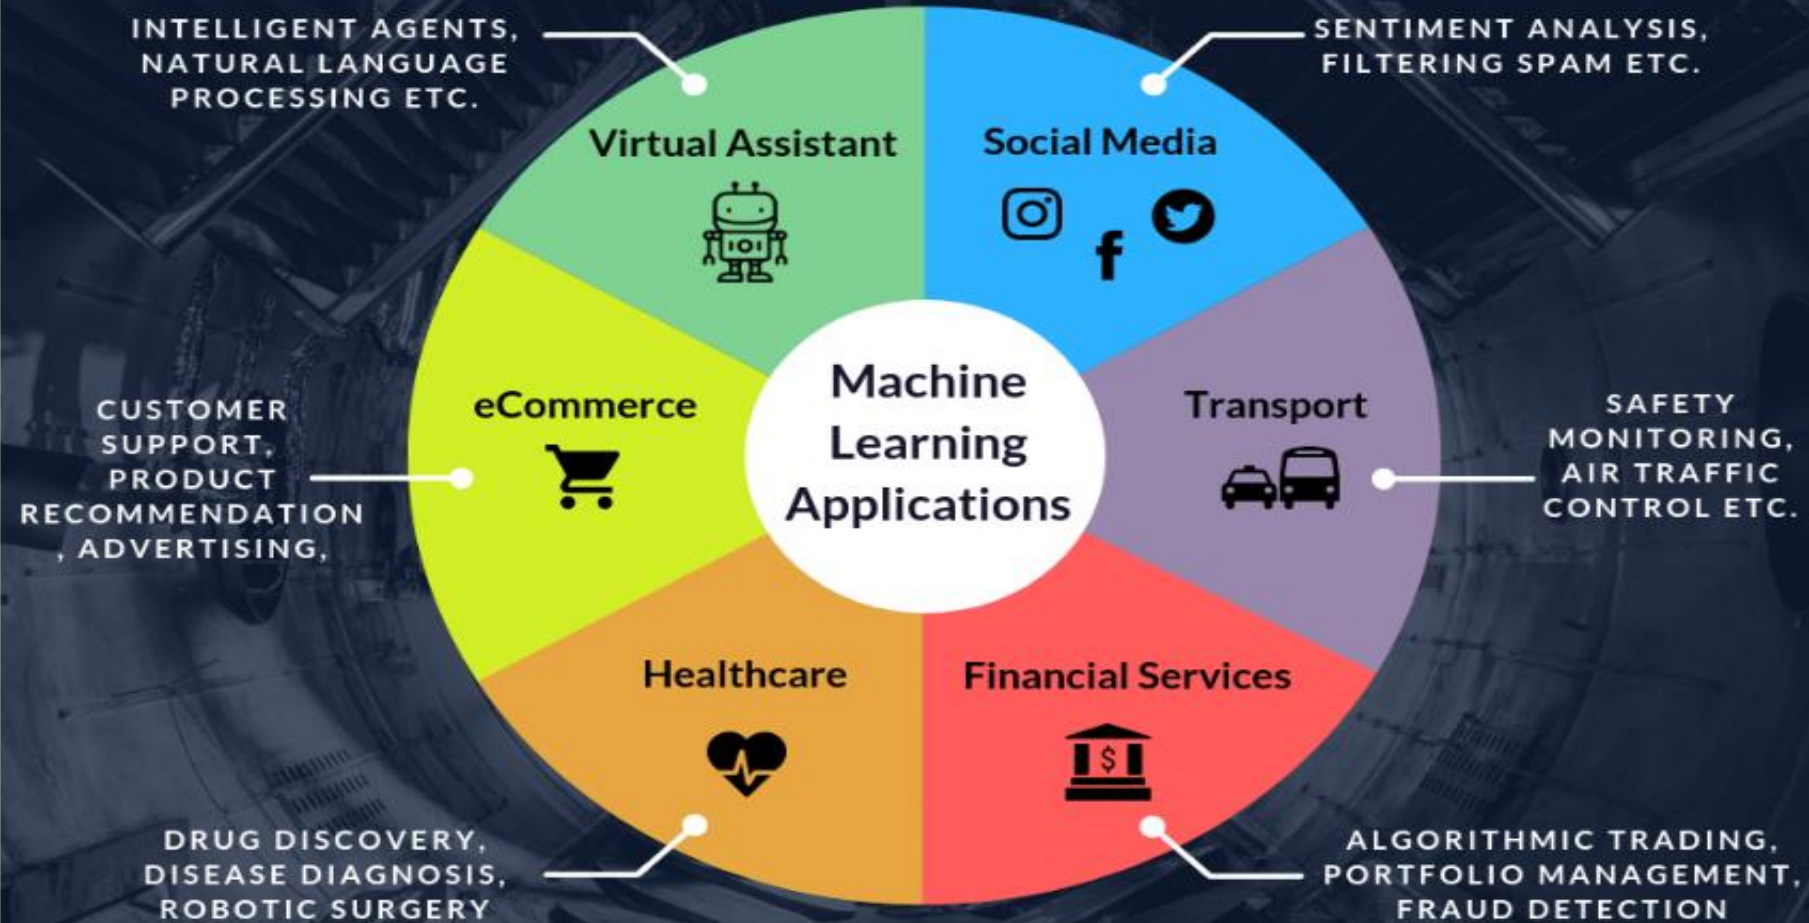 INTELLIGENT AGENTS,
NATURAL LANGUAGE
PROCESSING ETC.
SENTIMENT ANALYSIS,
FILTERING SPAM ETC.
Virtual Assistant
Social Media
f
101
eCommerce
CUSTOMER
SUPPORT,
PRODUCT
RECOMMENDATION
, ADVERTISING,
Machine
Learning
Applications
Transport
SAFETY
MONITORING,
AIR TRAFFIC
CONTROL ETC.
Healthcare
Financial Services
$
DRUG DISCOVERY,
DISEASE DIAGNOSIS,
ROBOTIC SURGERY
ALGORITHMIC TRADING,
PORTFOLIO MANAGEMENT,
FRAUD DETECTION